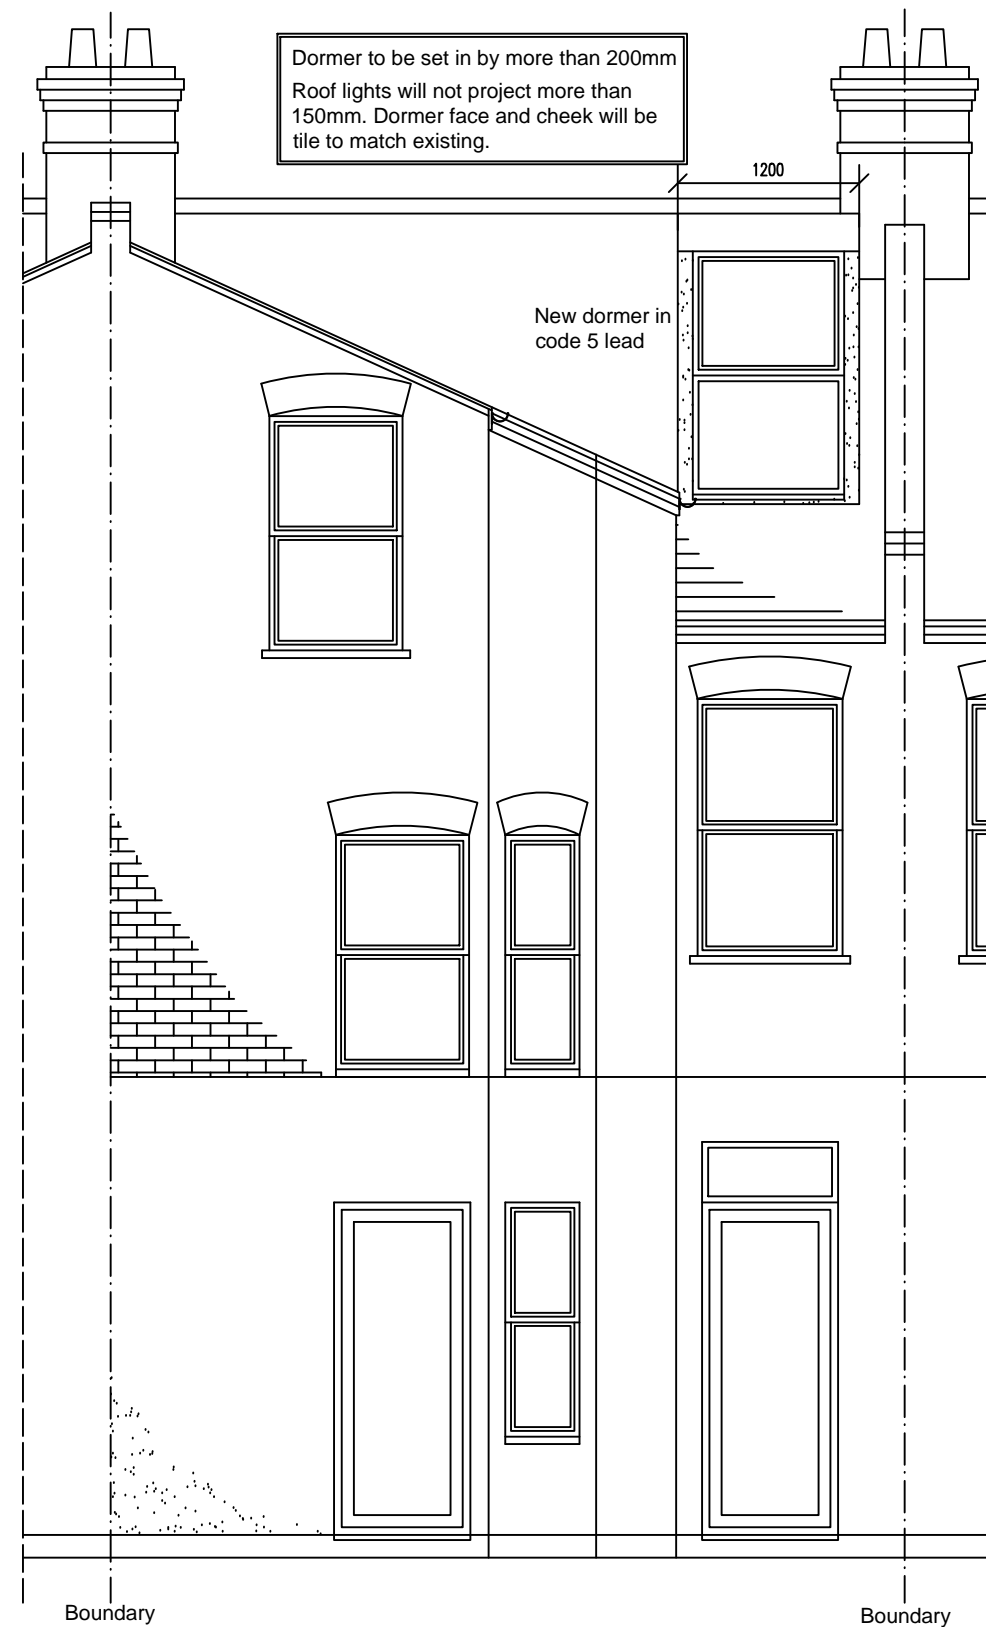 Dormer to be set in by more than 200mm
Roof lights will not project more than
150mm. Dormer face and cheek will be
tile to match existing.
1200
New dormer in
code 5 lead
Boundary
Boundary